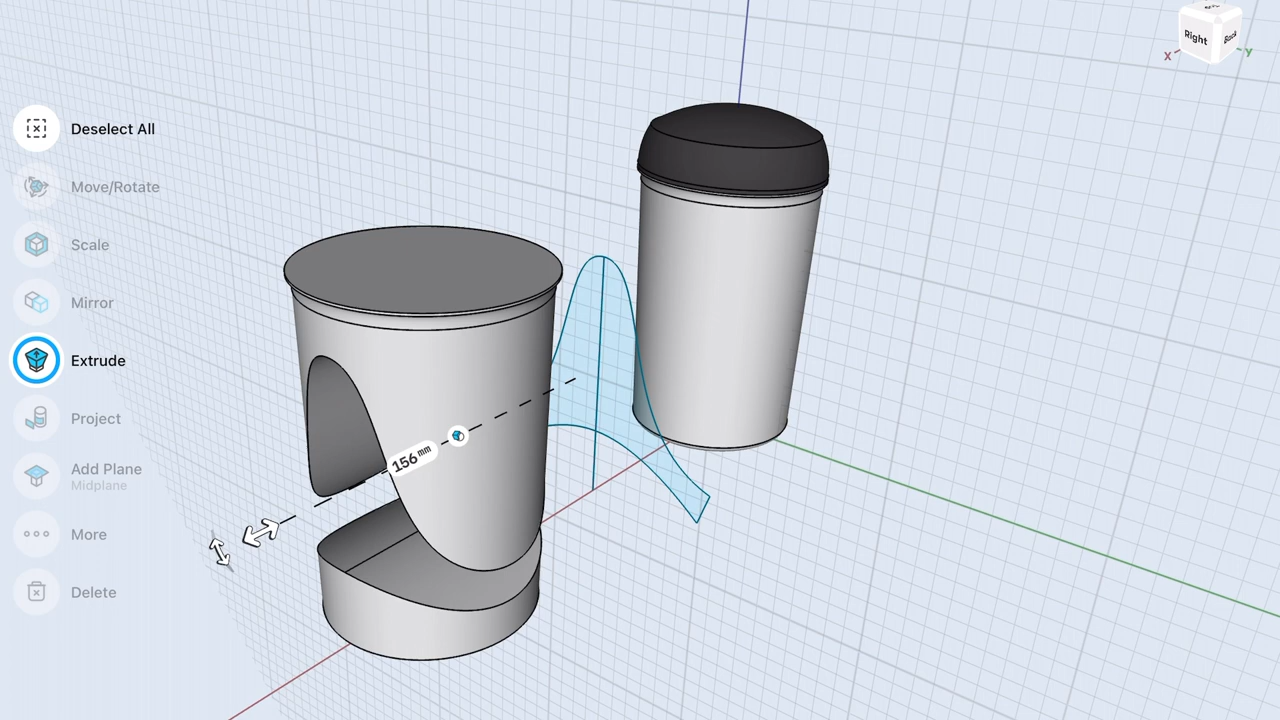 Deselect All
Move/Rotate
Scale
Mirror
Extrude
Project
Add Plane
Midplane
More
Delete
156 mm
Right
Back
X
Y